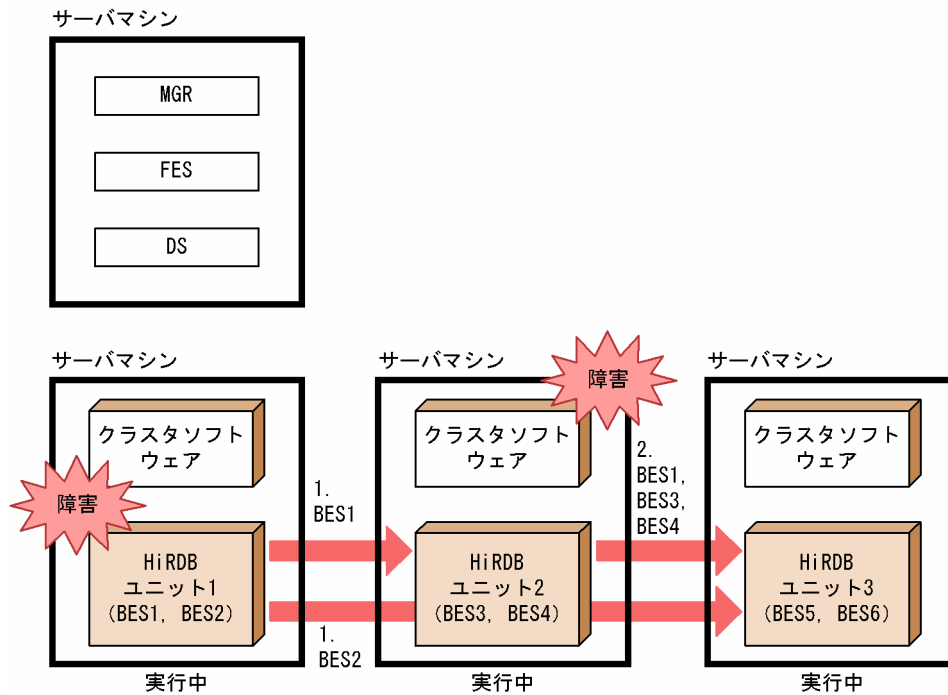 サーバマシン
MGR
FES
DS
サーバマシン
クラスタソフト
ウェア
障害
HiRDB
ユニット1
(BES1, BES2)
実行中
1.
BES1
1.
BES2
サーバマシン
障害
クラスタソフト
ウェア
HiRDB
ユニット2
(BES3, BES4)
実行中
2.
BES1,
BES3,
BES4
サーバマシン
クラスタソフト
ウェア
HiRDB
ユニット3
(BES5, BES6)
実行中